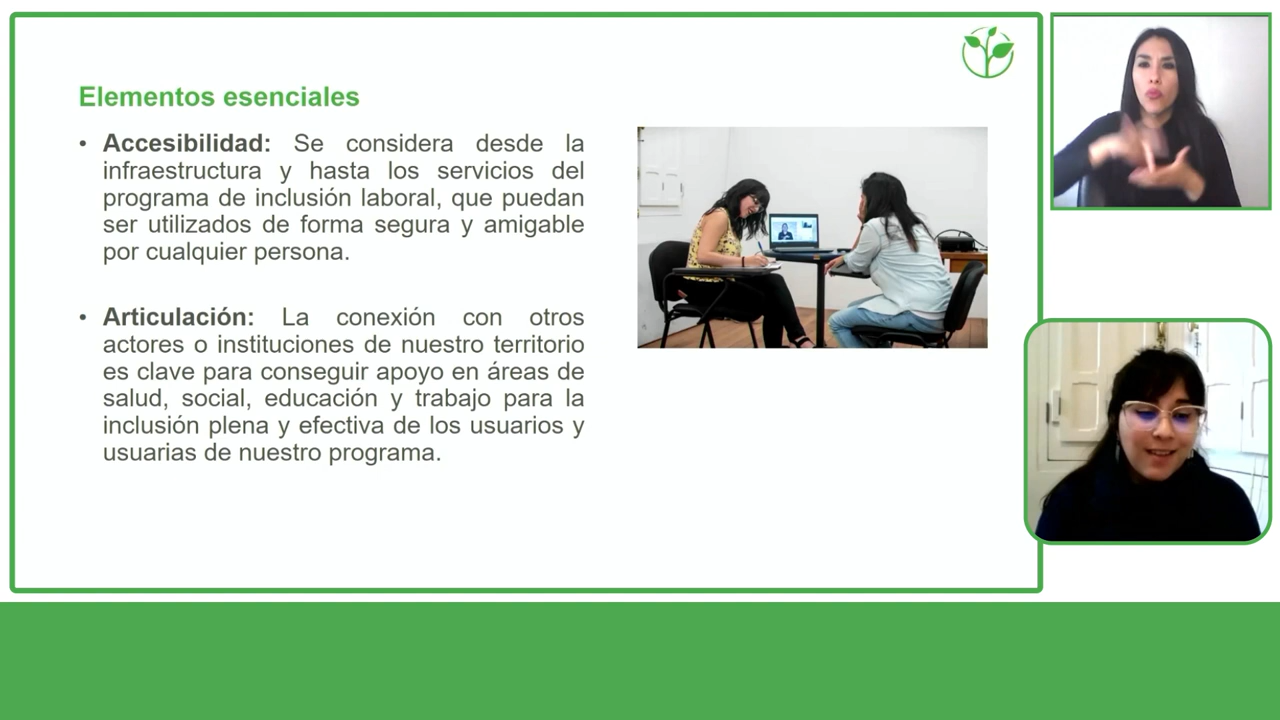 Elementos esenciales
• Accesibilidad: Se considera desde la
infraestructura y hasta los servicios del
programa de inclusión laboral, que puedan
ser utilizados de forma segura y amigable
por cualquier persona.
• Articulación: La conexión con otros
actores o instituciones de nuestro territorio
es clave para conseguir apoyo en áreas de
salud, social, educación y trabajo para la
inclusión plena y efectiva de los usuarios y
usuarias de nuestro programa.